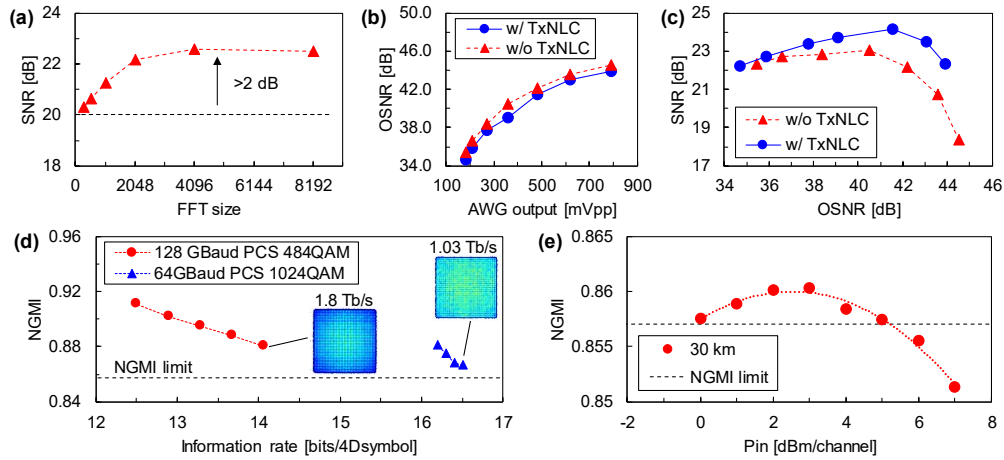 (a)
24
22
20
18
SNR [dB]
>2 dB
0 2048 4096 6144 8192
FFT size
(b)
46.0
42.0
38.0
34.0
OSNR [dB]
w/ TxNLC
w/o TxNLC
100 300 500 700 900
AWG output [mVpp]
(c)
27
25
23
21
19
17
SNR [dB]
w/o TxNLC
w/ TxNLC
34 36 38 40 42 44 46
OSNR [dB]
(d)
0.96
0.92
0.88
0.84
NGMI
128 GBaud PCS 484QAM
64GBaud PCS 1024QAM
1.03 Tb/s
1.8 Tb/s
NGMI limit
12 13 14 15 16 17
Information rate [bits/4Dsymbol]
(e)
0.865
0.86
0.855
0.85
NGMI
30 km
NGMI limit
-2 0 2 4 6 8
Pin [dBm/channel]